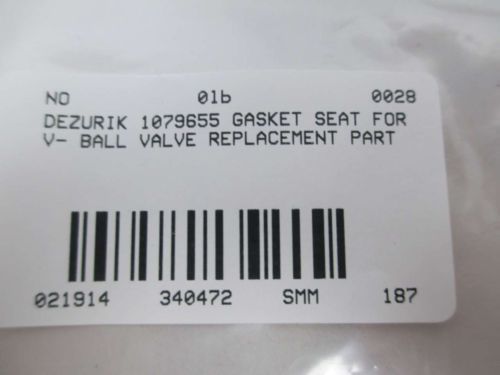 NO 01b 0028
DEZURIK 1079655 GASKET SEAT FOR
V- BALL VALVE REPLACEMENT PART
021914 340472 SMM 187